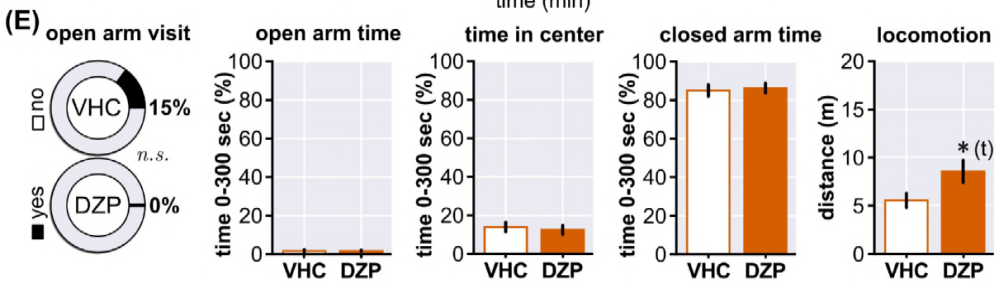 time (min)
(E)
open arm visit
no
yes
VHC
15%
n.s.
DZP
0%
open arm time
time 0-300 sec (%)
100
80
60
40
20
0
VHC DZP
time in center
time 0-300 sec (%)
100
80
60
40
20
0
VHC DZP
closed arm time
time 0-300 sec (%)
100
80
60
40
20
0
VHC DZP
locomotion
distance (m)
20
15
10
5
0
* (t)
VHC DZP